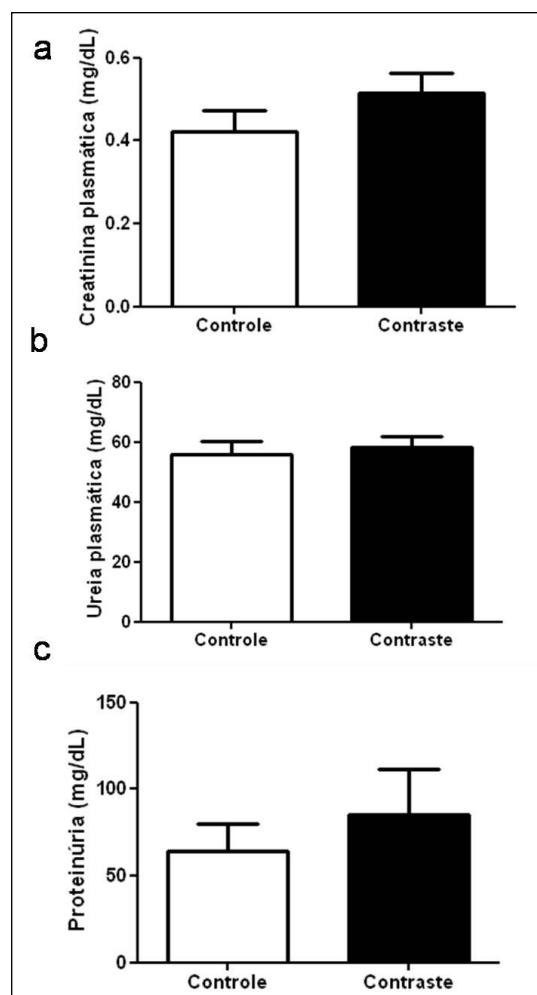 a
Creatinina plasmática (mg/dL)
0.6
0.4
0.2
0.0
Controle Contraste
b
Ureia plasmática (mg/dL)
80
60
40
20
0
Controle Contraste
c
Proteinúria (mg/dL)
150
100
50
0
Controle Contraste